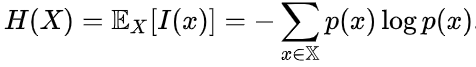 H(X) = 𝔼_X[I(x)] = −∑_{x∈𝕏} p(x) log p(x).